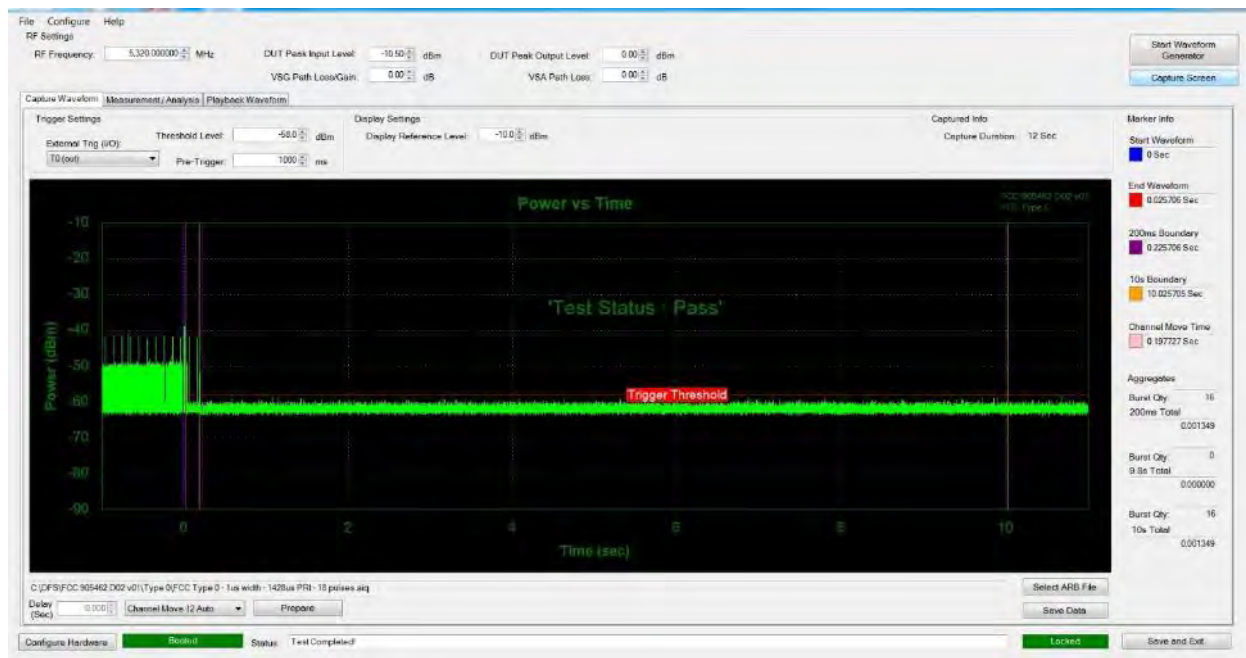 File Configure Help
RF Settings
RF Frequency: 5,320.000000 MHz DUT Peak Input Level: -10.50 dBm DUT Peak Output Level: 0.00 dBm
VSG Path Loss/Gain: 0.00 dB VSA Path Loss: 0.00 dB
Start Waveform
Generator
Capture Screen
Capture Waveform Measurement / Analysis Playback Waveform
Trigger Settings
Threshold Level: -58.0 dBm
External Trig (I/O):
T0 (out) Pre-Trigger: 1000 ms
Display Settings
Display Reference Level: -10.0 dBm
Captured Info
Capture Duration: 12 Sec
Marker Info
Start Waveform
0 Sec
End Waveform
0.025706 Sec
200ms Boundary
0.225706 Sec
10s Boundary
10.025705 Sec
Channel Move Time
0.197727 Sec
Aggregates
Burst Qty: 16
200ms Total
0.001349
Burst Qty: 0
9.8s Total
0.000000
Burst Qty: 16
10s Total
0.001349
Power vs Time
FCC 905462 D02 v01
'Test Status : Pass'
Trigger Threshold
Power (dBm)
-10
-20
-30
-40
-50
-60
-70
-80
-90
0 2 4 6 8 10
Time (sec)
C:\DFS\FCC 905462 D02 v01\Type 0\FCC Type 0 - 1us width - 1428us PRI - 18 pulses.aiq
Select ARB File
Delay
(Sec) 0.000 Channel Move 12 Auto Prepare
Save Data
Configure Hardware Booted Status: Test Completed! Locked Save and Exit